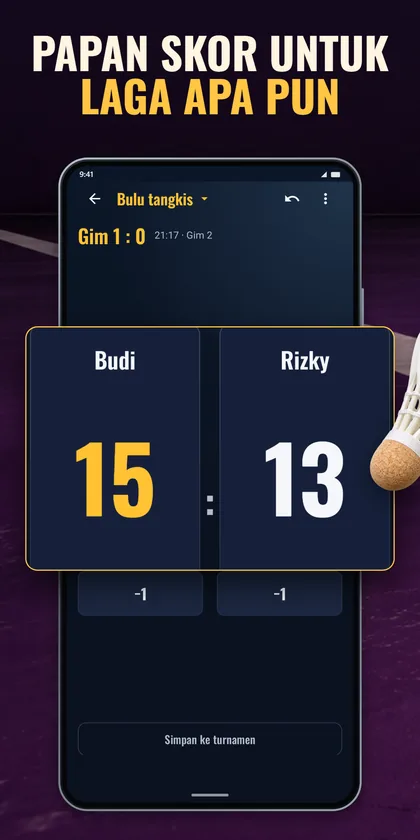 PAPAN SKOR UNTUK
LAGA APA PUN
9:41
Bulu tangkis
Gim 1 : 0 21:17 · Gim 2
Budi Rizky
15 : 13
-1 -1
Simpan ke turnamen